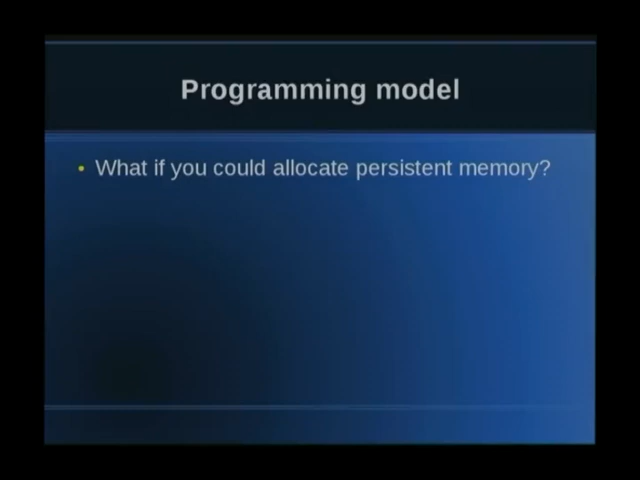 Programming model
• What if you could allocate persistent memory?